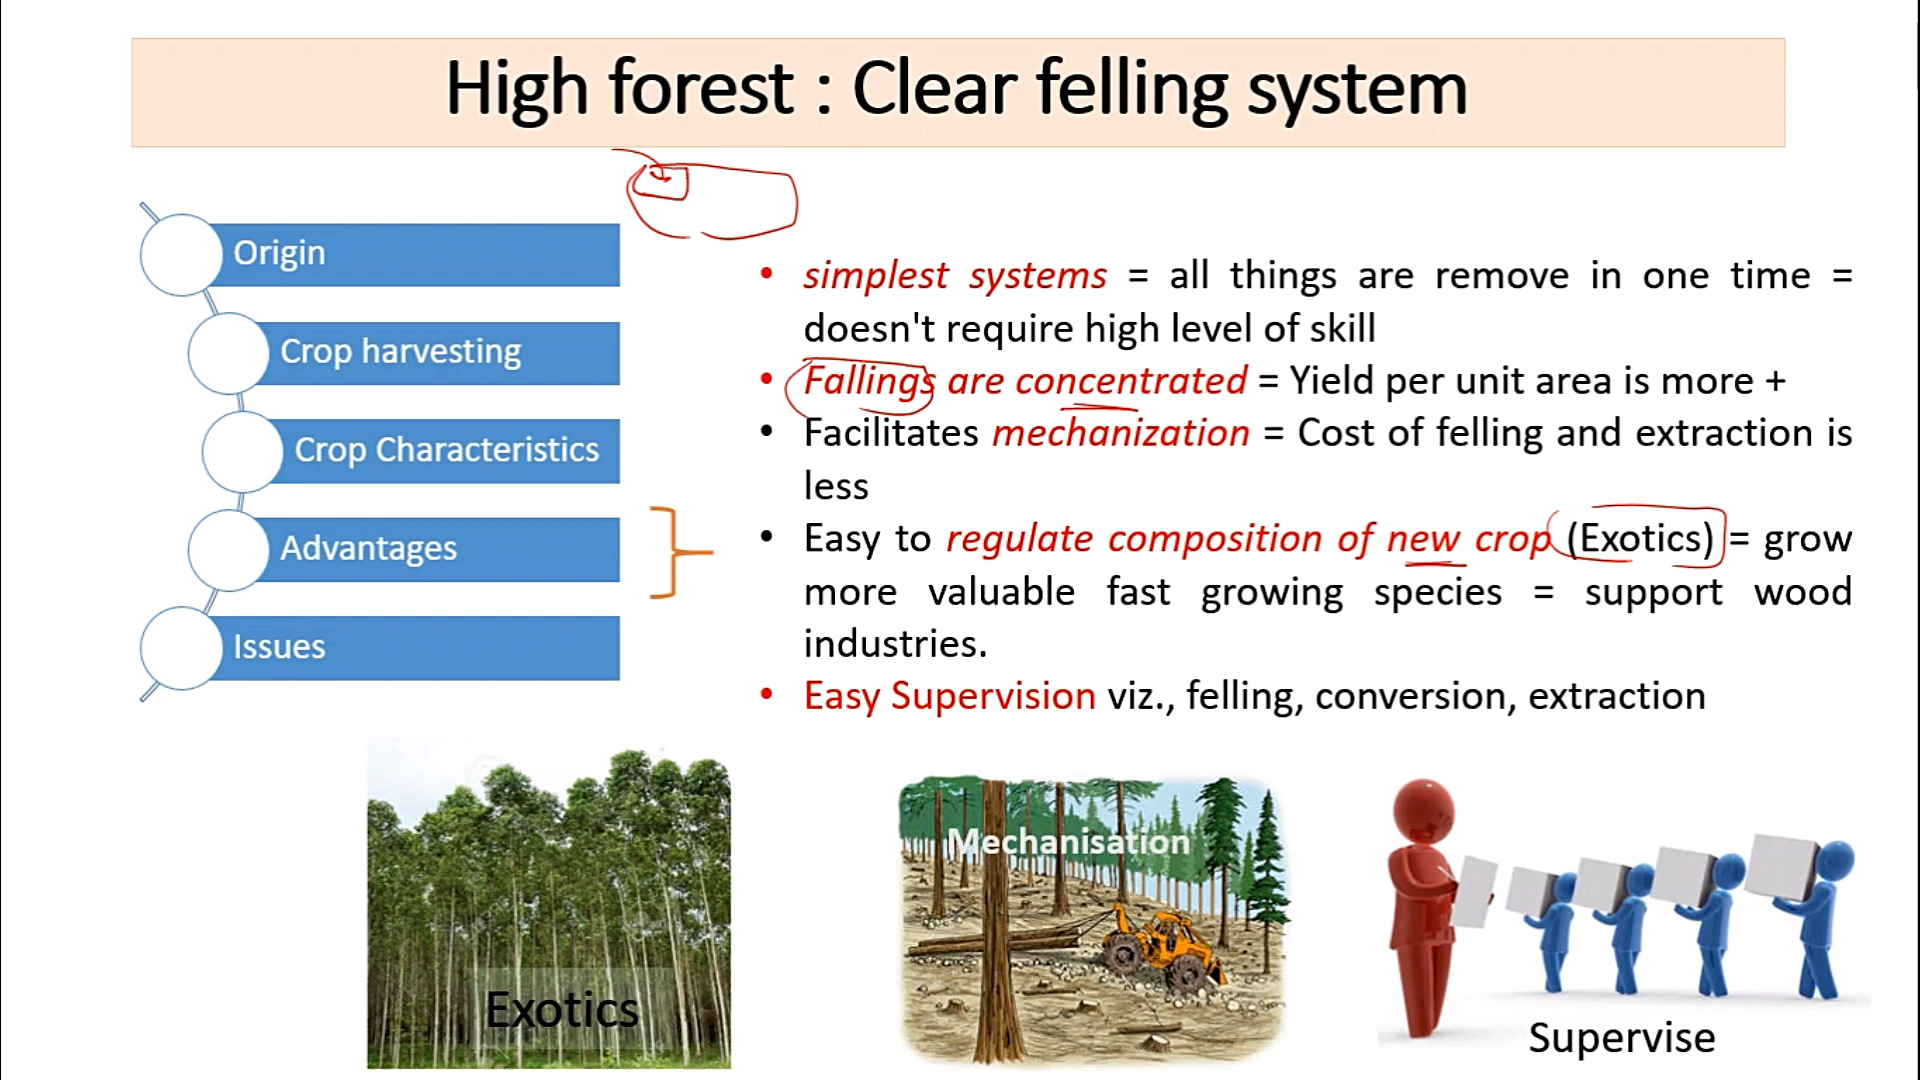 High forest : Clear felling system
Origin
Crop harvesting
Crop Characteristics
Advantages
Issues
• simplest systems = all things are remove in one time =
doesn't require high level of skill
• Fallings are concentrated = Yield per unit area is more +
• Facilitates mechanization = Cost of felling and extraction is
less
• Easy to regulate composition of new crop (Exotics) = grow
more valuable fast growing species = support wood
industries.
• Easy Supervision viz., felling, conversion, extraction
Exotics
Mechanisation
Supervise